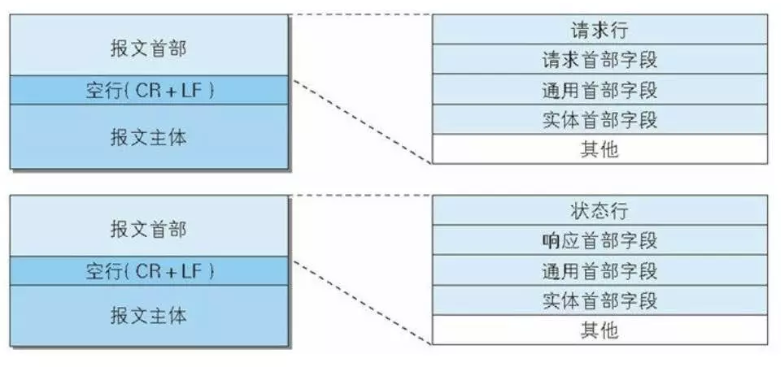 报文首部
空行(CR+LF)
报文主体
请求行
请求首部字段
通用首部字段
实体首部字段
其他
报文首部
空行(CR+LF)
报文主体
状态行
响应首部字段
通用首部字段
实体首部字段
其他